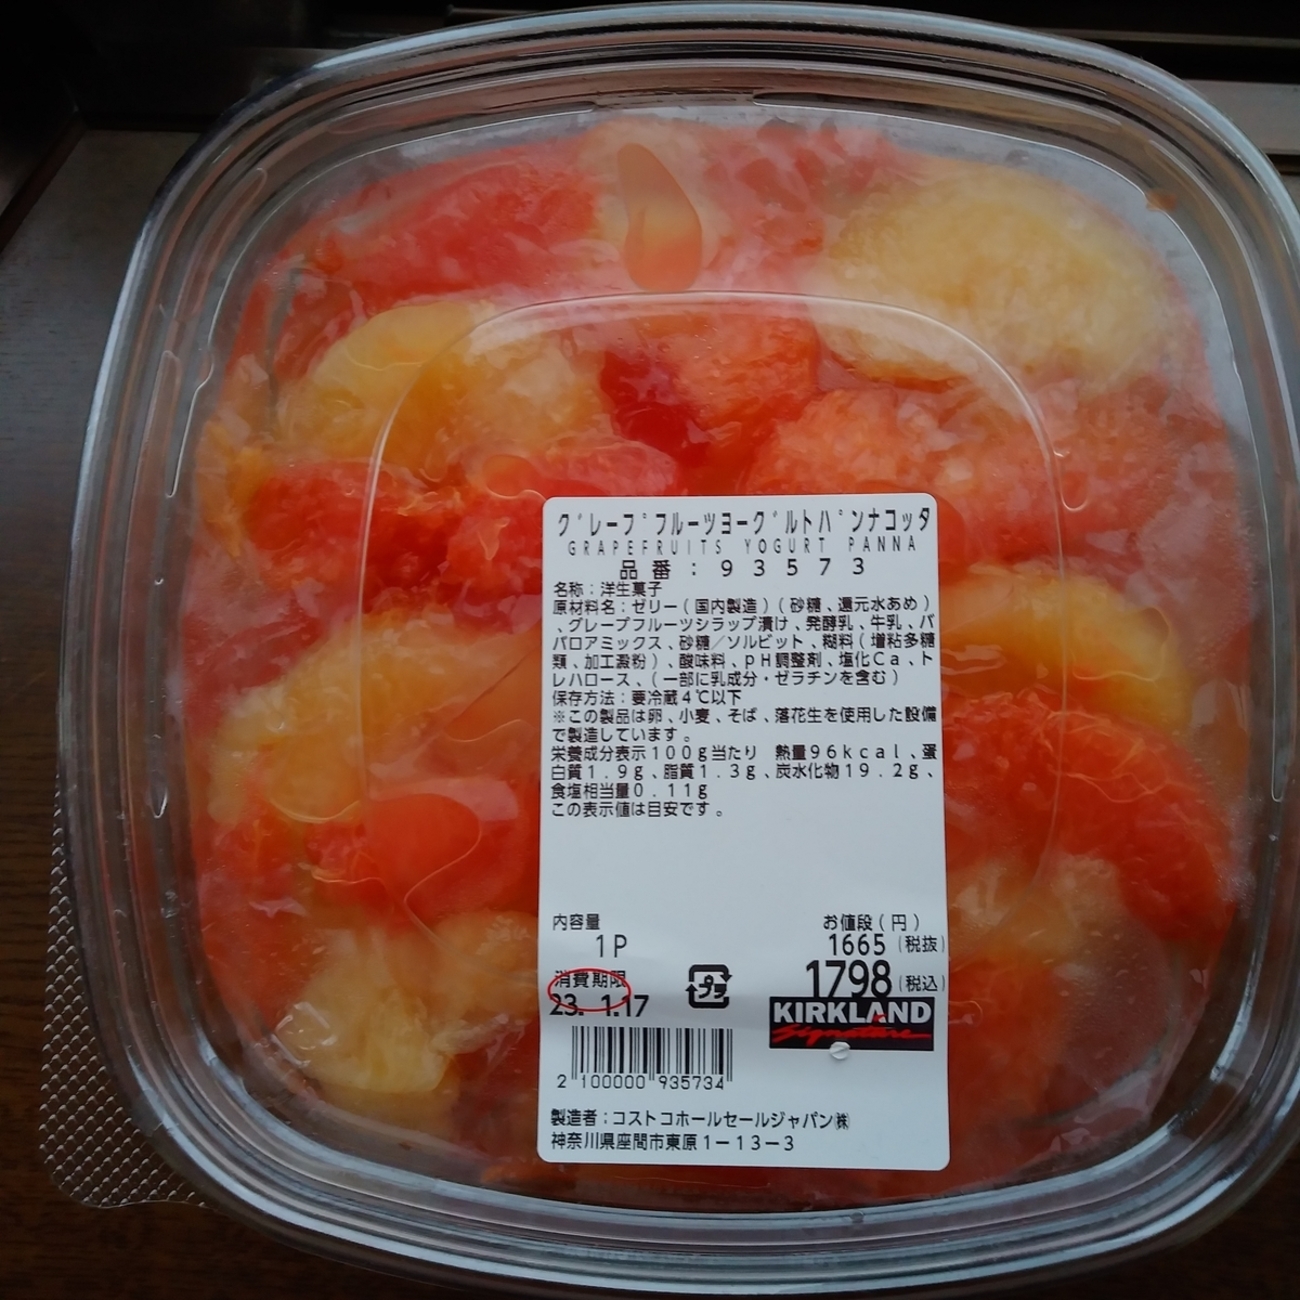 グレープフルーツヨーグルトパンナコッタ
GRAPEFRUITS YOGURT PANNA
品番：93573
名称：洋生菓子
原材料名：ゼリー（国内製造）（砂糖、還元水あめ）
、グレープフルーツシラップ漬け、発酵乳、牛乳、バ
バロアミックス、砂糖／ソルビット、糊料（増粘多糖
類、加工澱粉）、酸味料、pH調整剤、塩化Ca、ト
レハロース、（一部に乳成分・ゼラチンを含む）
保存方法：要冷蔵4℃以下
※この製品は卵、小麦、そば、落花生を使用した設備
で製造しています。
栄養成分表示100g当たり 熱量96kcal、蛋
白質1.9g、脂質1.3g、炭水化物19.2g、
食塩相当量0.11g
この表示値は目安です。
内容量 お値段（円）
1P 1665（税抜）
消費期限 1798（税込）
23. 1.17 プラ
KIRKLAND
Signature
2 100000 935734
製造者：コストコホールセールジャパン㈱
神奈川県座間市東原1－13－3